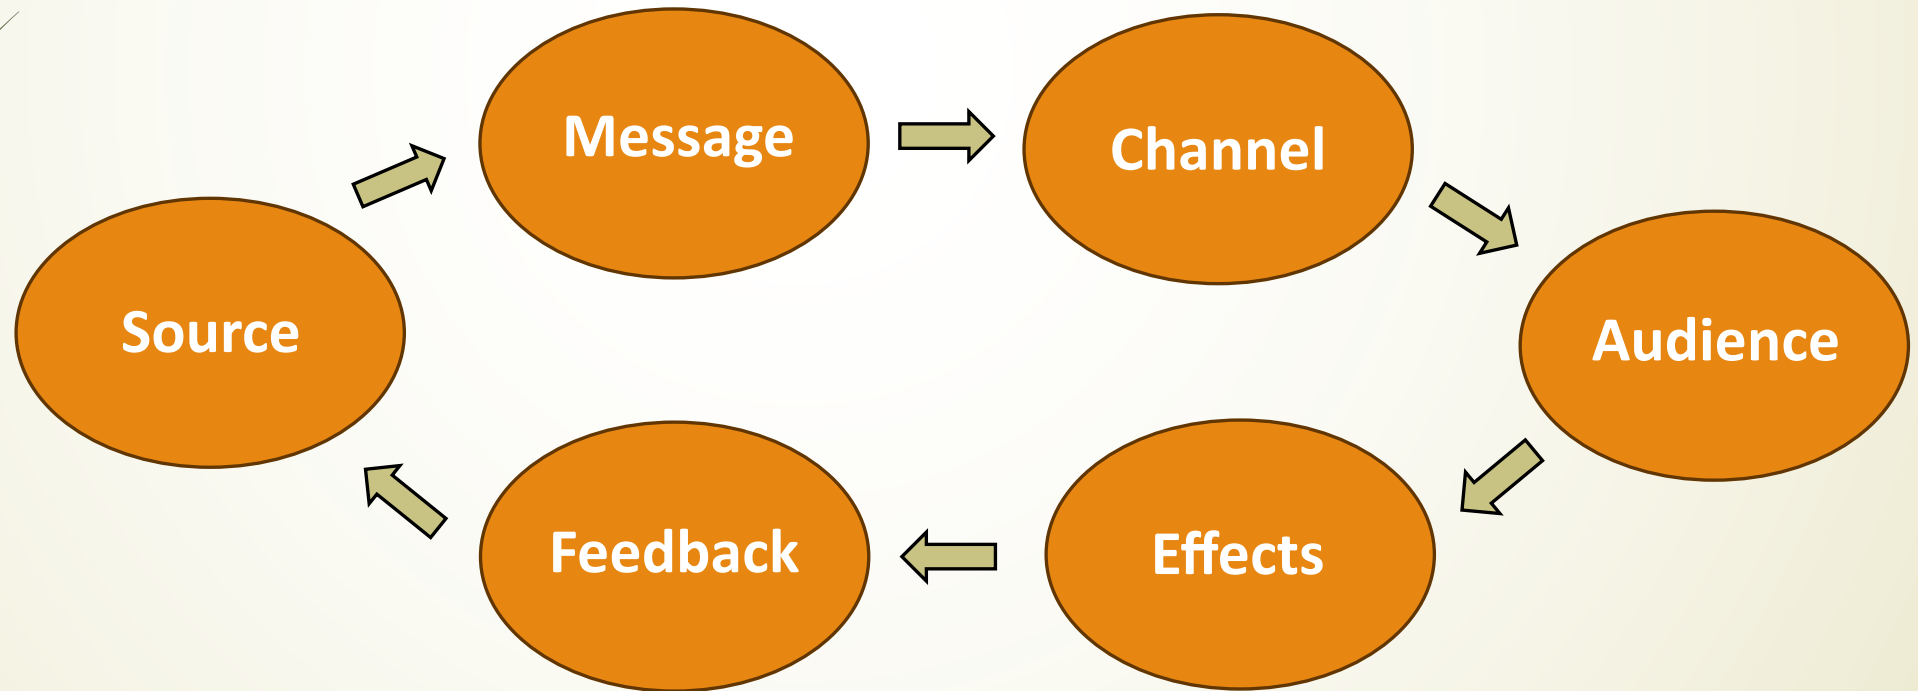 Message
Channel
Source
Audience
Feedback
Effects